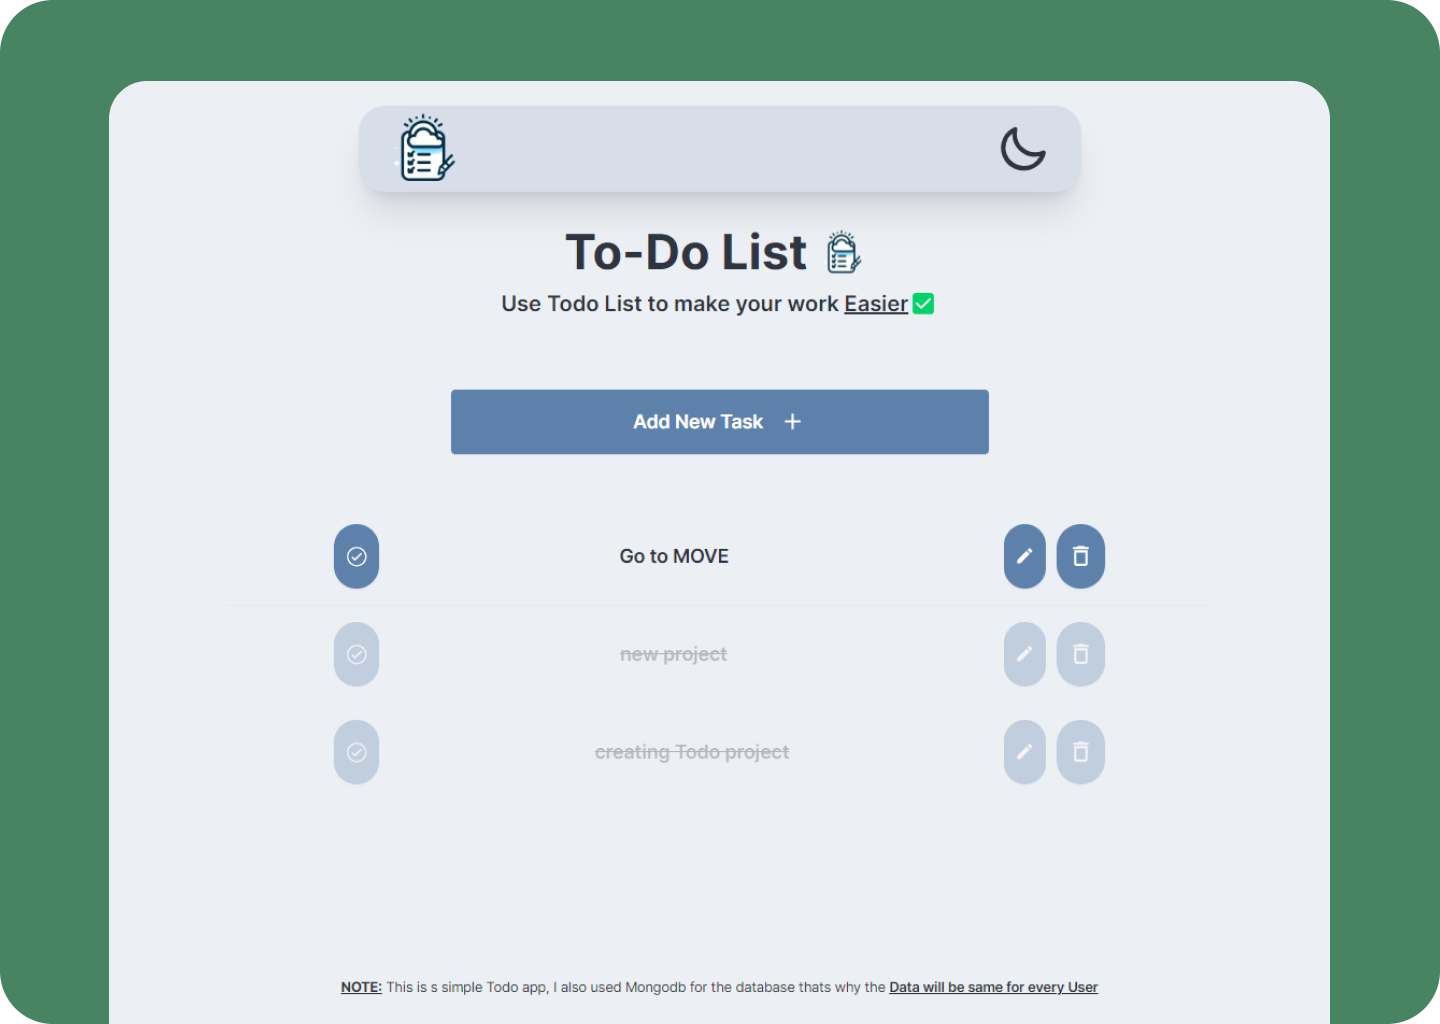 To-Do List
Use Todo List to make your work Easier✅
Add New Task +
Go to MOVE
new project
creating Todo project
NOTE: This is s simple Todo app, I also used Mongodb for the database thats why the Data will be same for every User